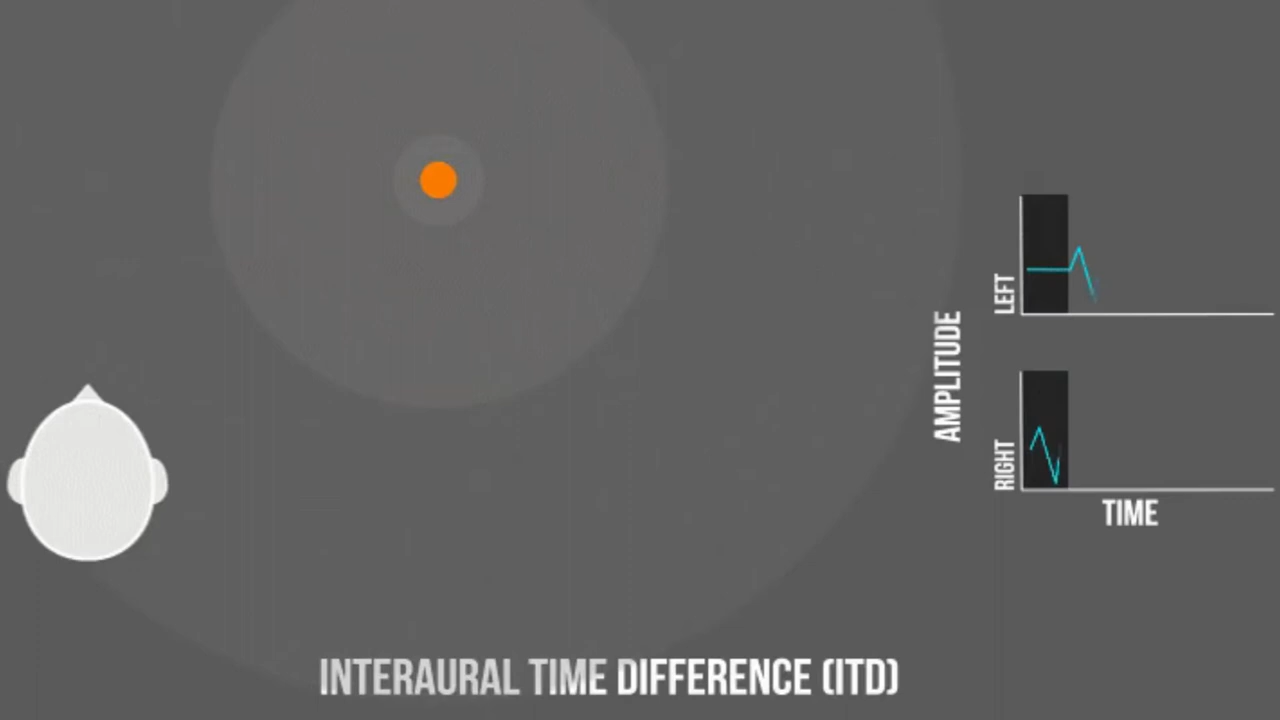 LEFT
AMPLITUDE
RIGHT
TIME
INTERAURAL TIME DIFFERENCE (ITD)